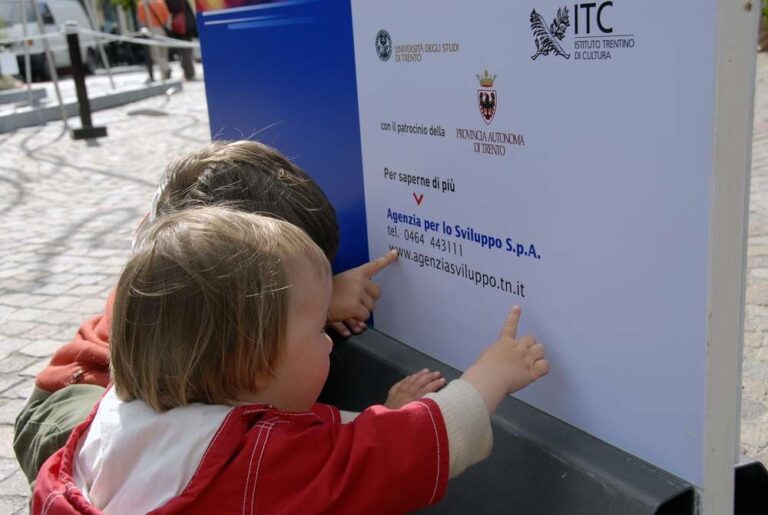 UNIVERSITÀ DEGLI STUDI
DI TRENTO
ITC
ISTITUTO TRENTINO
DI CULTURA
con il patrocinio della
PROVINCIA AUTONOMA
DI TRENTO
Per saperne di più
Agenzia per lo Sviluppo S.p.A.
tel. 0464 443111
www.agenziasviluppo.tn.it